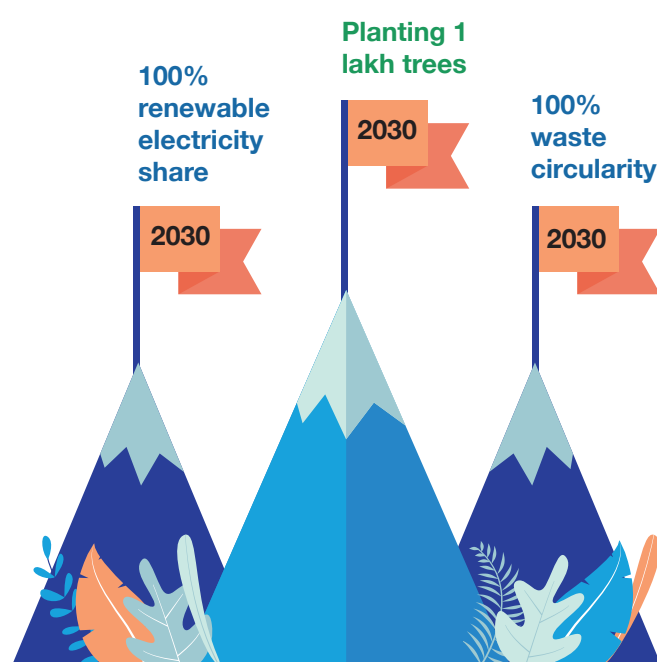 100%
renewable
electricity
share
2030
Planting 1
lakh trees
2030
100%
waste
circularity
2030